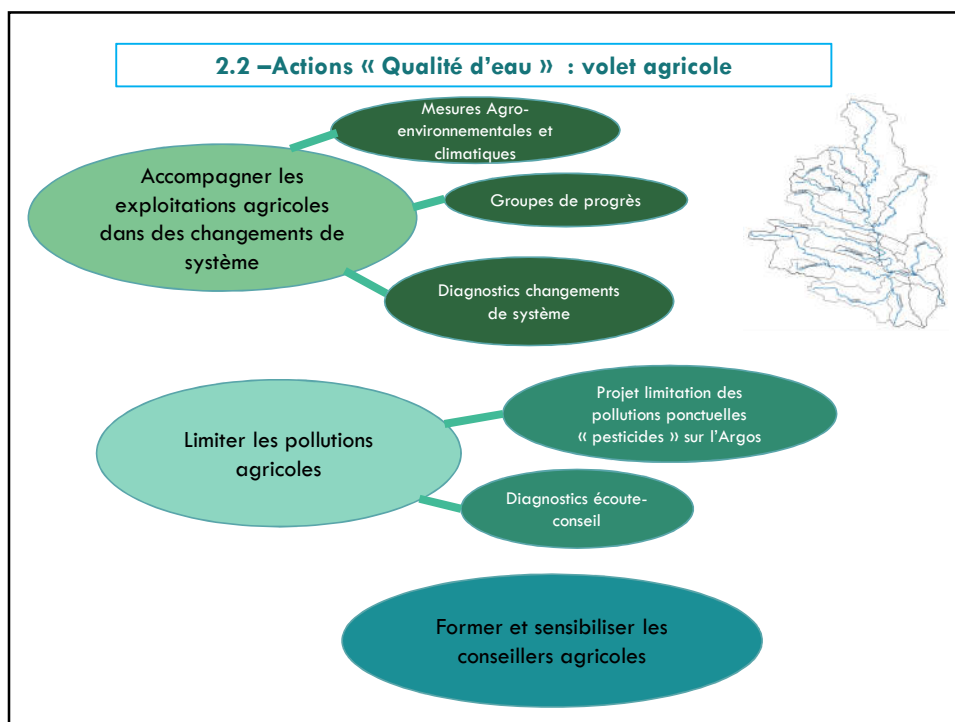 2.2 –Actions « Qualité d'eau » : volet agricole
Mesures Agro-
environnementales et
climatiques
Accompagner les
exploitations agricoles
dans des changements de
système
Groupes de progrès
Diagnostics changements
de système
Projet limitation des
pollutions ponctuelles
« pesticides » sur l'Argos
Limiter les pollutions
agricoles
Diagnostics écoute-
conseil
Former et sensibiliser les
conseillers agricoles